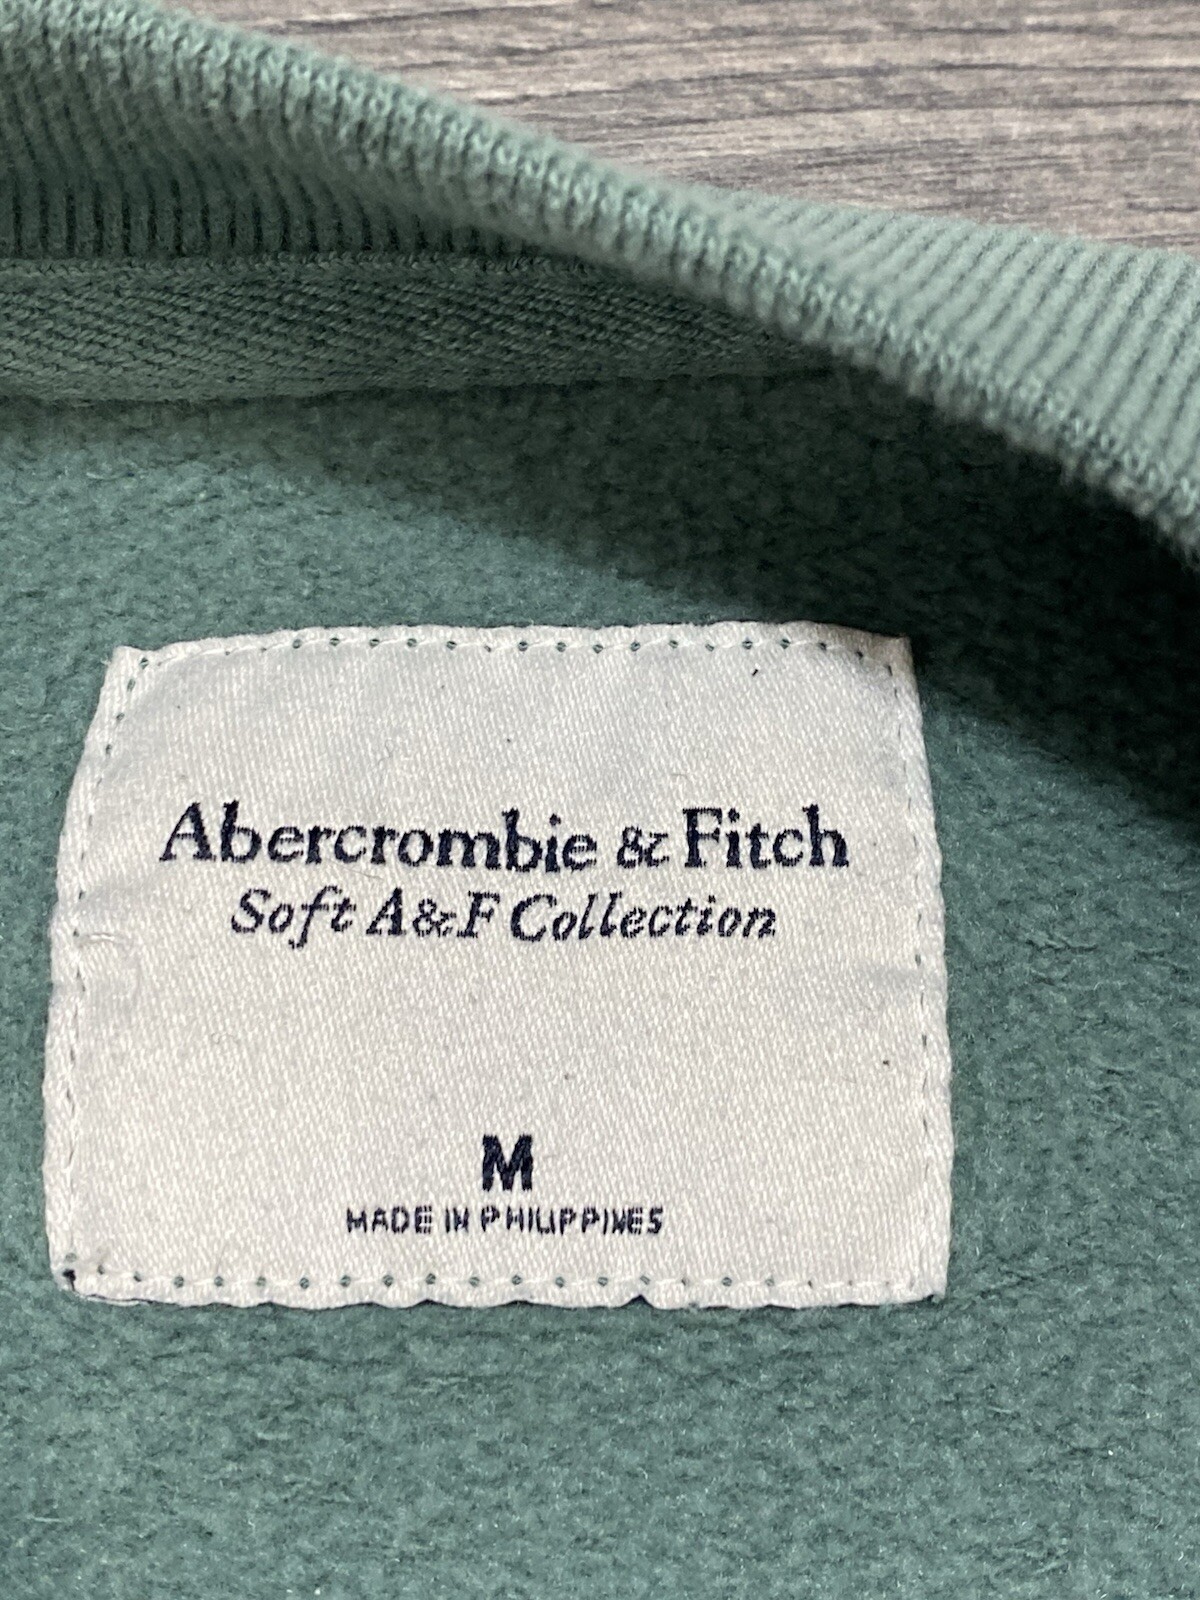 Abercrombie & Fitch
Soft A&F Collection
M
MADE IN PHILIPPINES